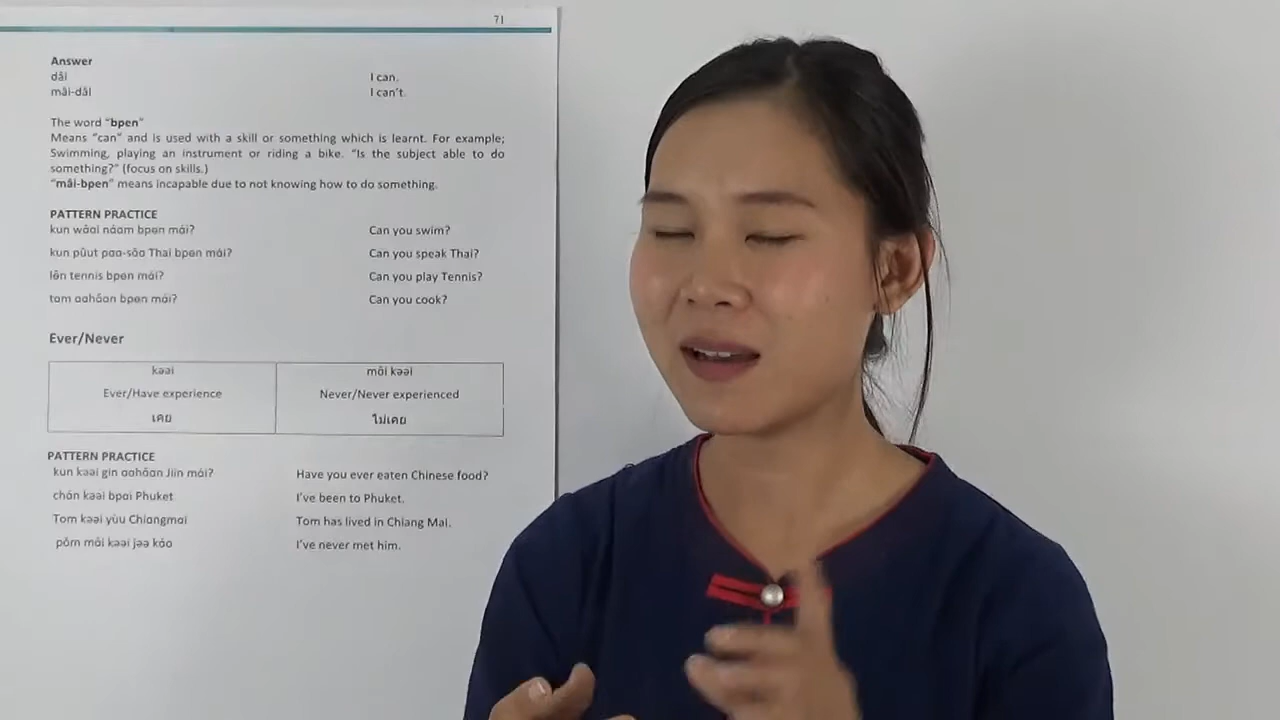 71
Answer
dâi I can.
mâi-dâi I can't.
The word "bpen"
Means "can" and is used with a skill or something which is learnt. For example;
Swimming, playing an instrument or riding a bike. "Is the subject able to do
something?" (focus on skills.)
"mâi-bpen" means incapable due to not knowing how to do something.
PATTERN PRACTICE
kun wâai náam bpen mái? Can you swim?
kun pûut paa-sǎa Thai bpen mái? Can you speak Thai?
lên tennis bpen mái? Can you play Tennis?
tam aahǎan bpen mái? Can you cook?
Ever/Never
kəəi mâi kəəi
Ever/Have experience Never/Never experienced
เคย ไม่เคย
PATTERN PRACTICE
kun kəəi gin aahǎan Jiin mái? Have you ever eaten Chinese food?
chán kəəi bpai Phuket I've been to Phuket.
Tom kəəi yùu Chiangmai Tom has lived in Chiang Mai.
pǒm mâi kəəi jəə káo I've never met him.